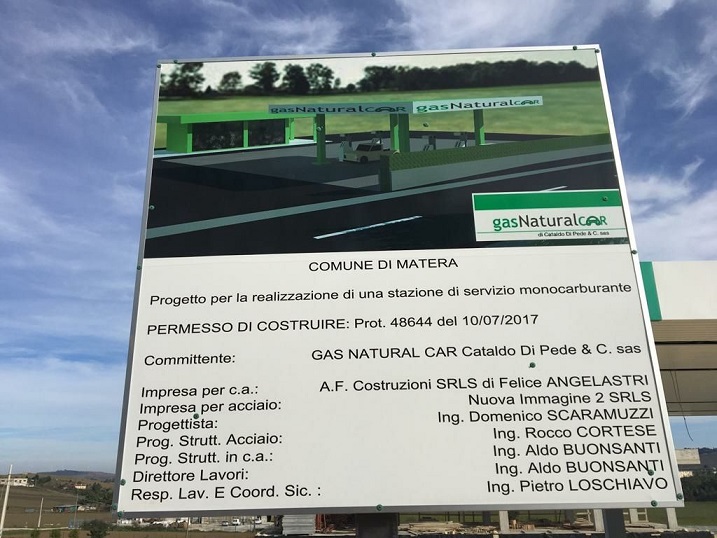 gasNaturalCAR gasNaturalCAR
gasNaturalCAR
di Cataldo Di Pede & C. sas
COMUNE DI MATERA
Progetto per la realizzazione di una stazione di servizio monocarburante
PERMESSO DI COSTRUIRE: Prot. 48644 del 10/07/2017
Committente: GAS NATURAL CAR Cataldo Di Pede & C. sas
Impresa per c.a.: A.F. Costruzioni SRLS di Felice ANGELASTRI
Impresa per acciaio: Nuova Immagine 2 SRLS
Progettista: Ing. Domenico SCARAMUZZI
Prog. Strutt. Acciaio: Ing. Rocco CORTESE
Prog. Strutt. in c.a.: Ing. Aldo BUONSANTI
Direttore Lavori: Ing. Aldo BUONSANTI
Resp. Lav. E Coord. Sic. : Ing. Pietro LOSCHIAVO